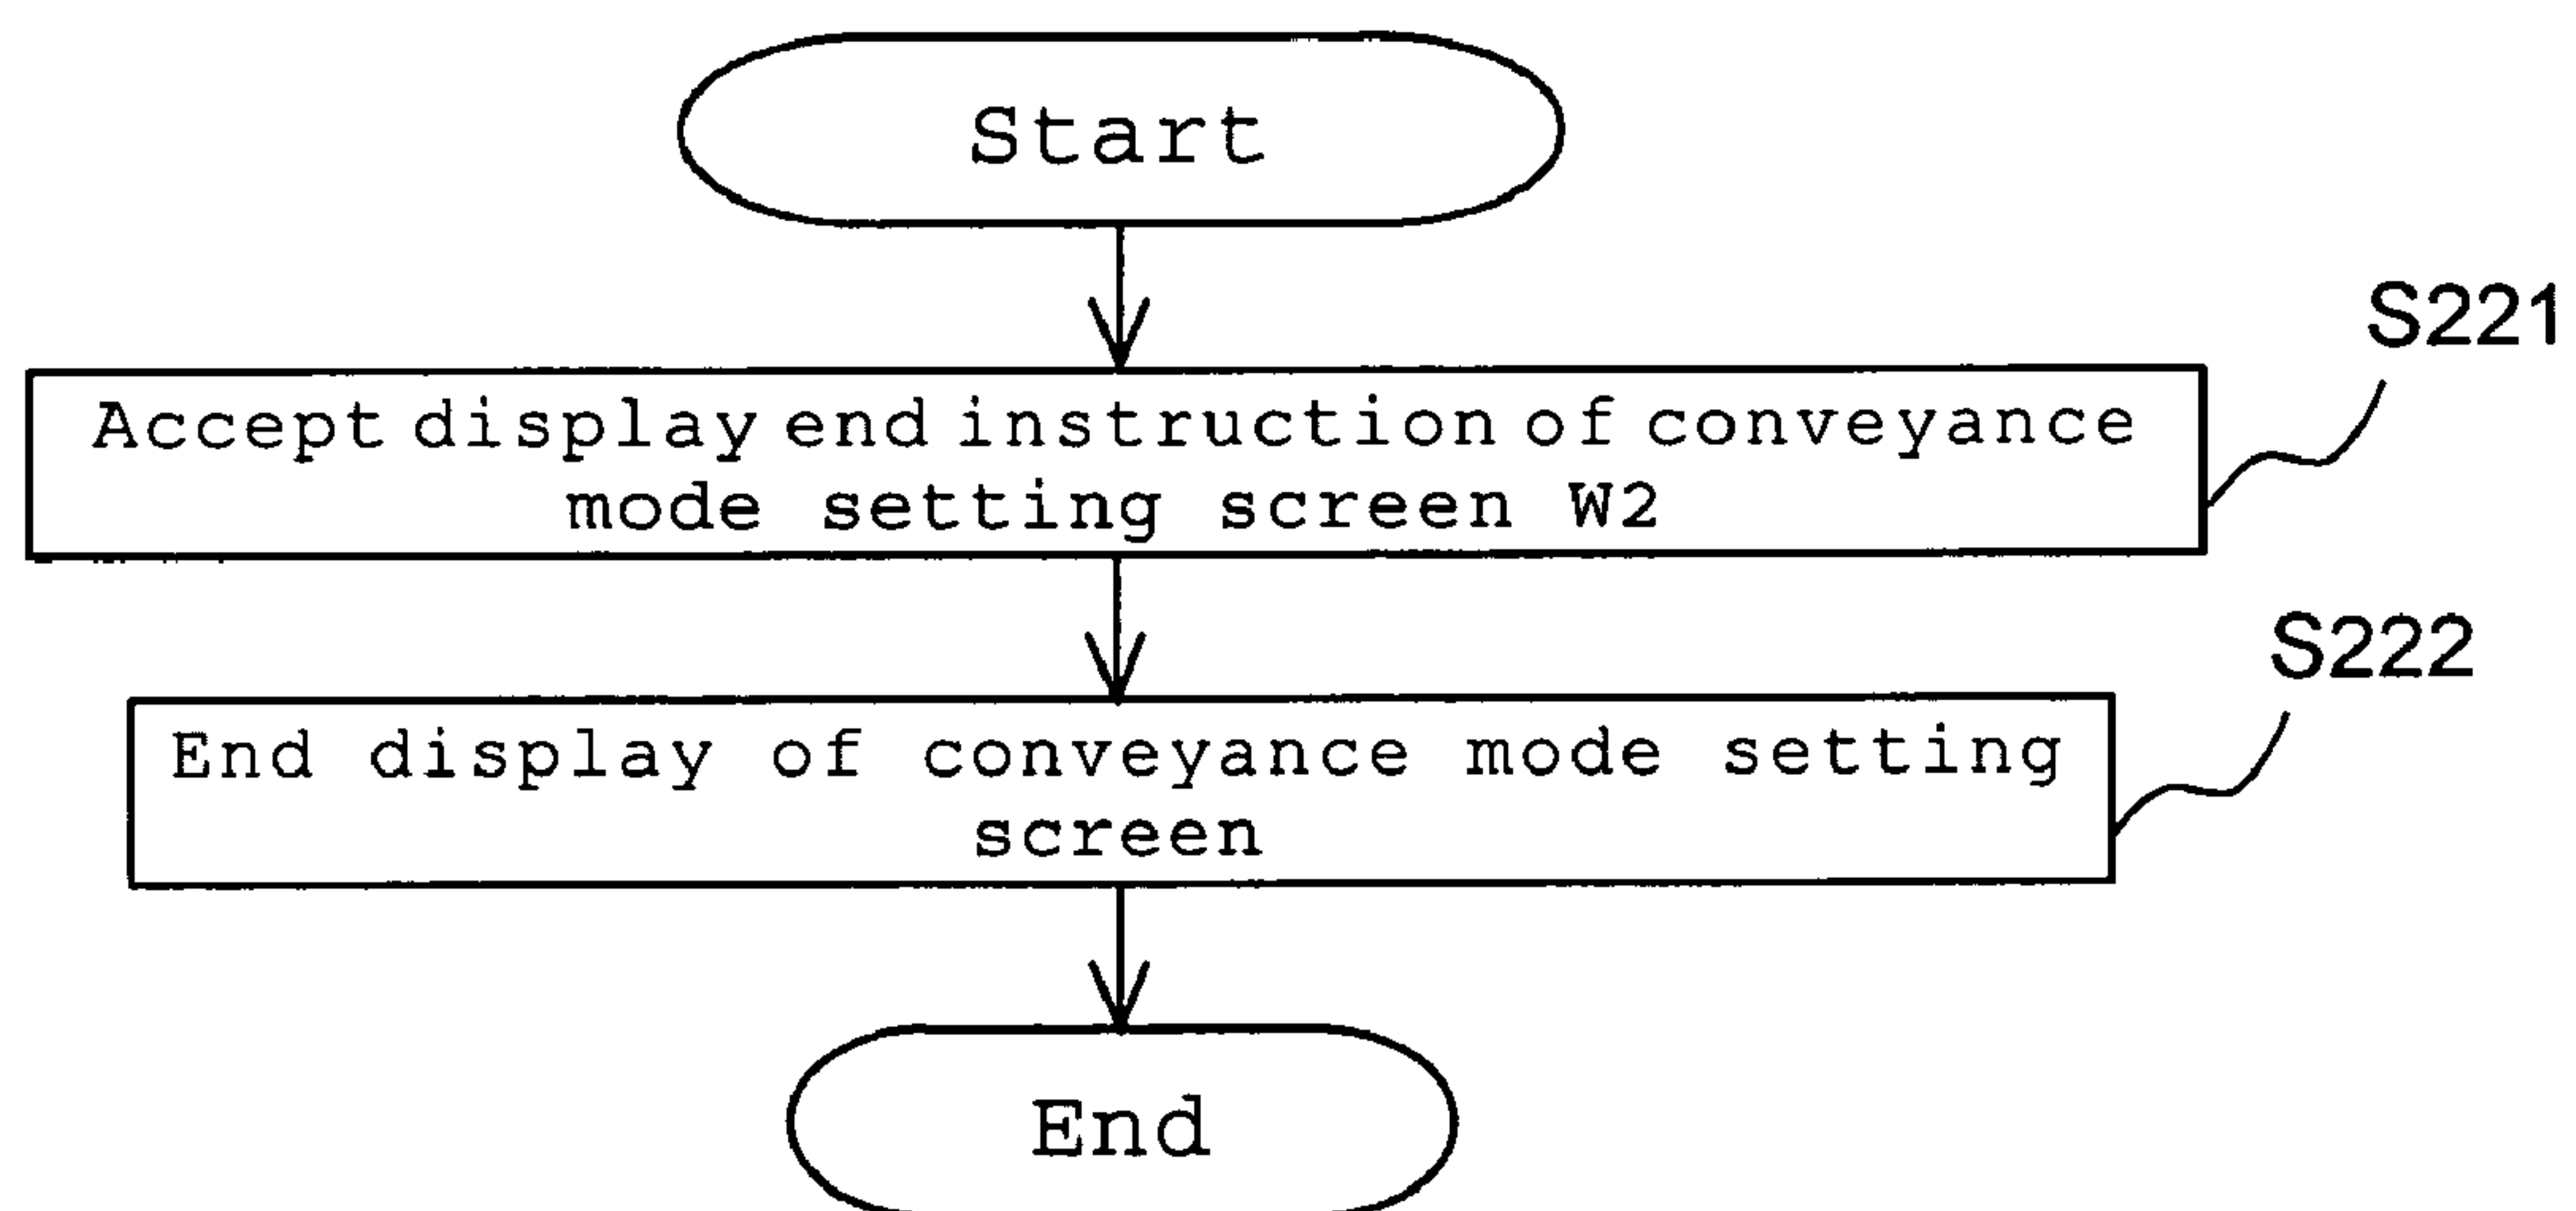 Start
S221
Accept display end instruction of conveyance
mode setting screen W2
S222
End display of conveyance mode setting
screen
End